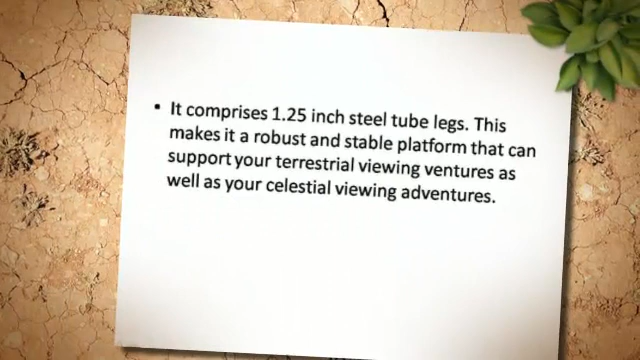 • It comprises 1.25 inch steel tube legs. This
makes it a robust and stable platform that can
support your terrestrial viewing ventures as
well as your celestial viewing adventures.